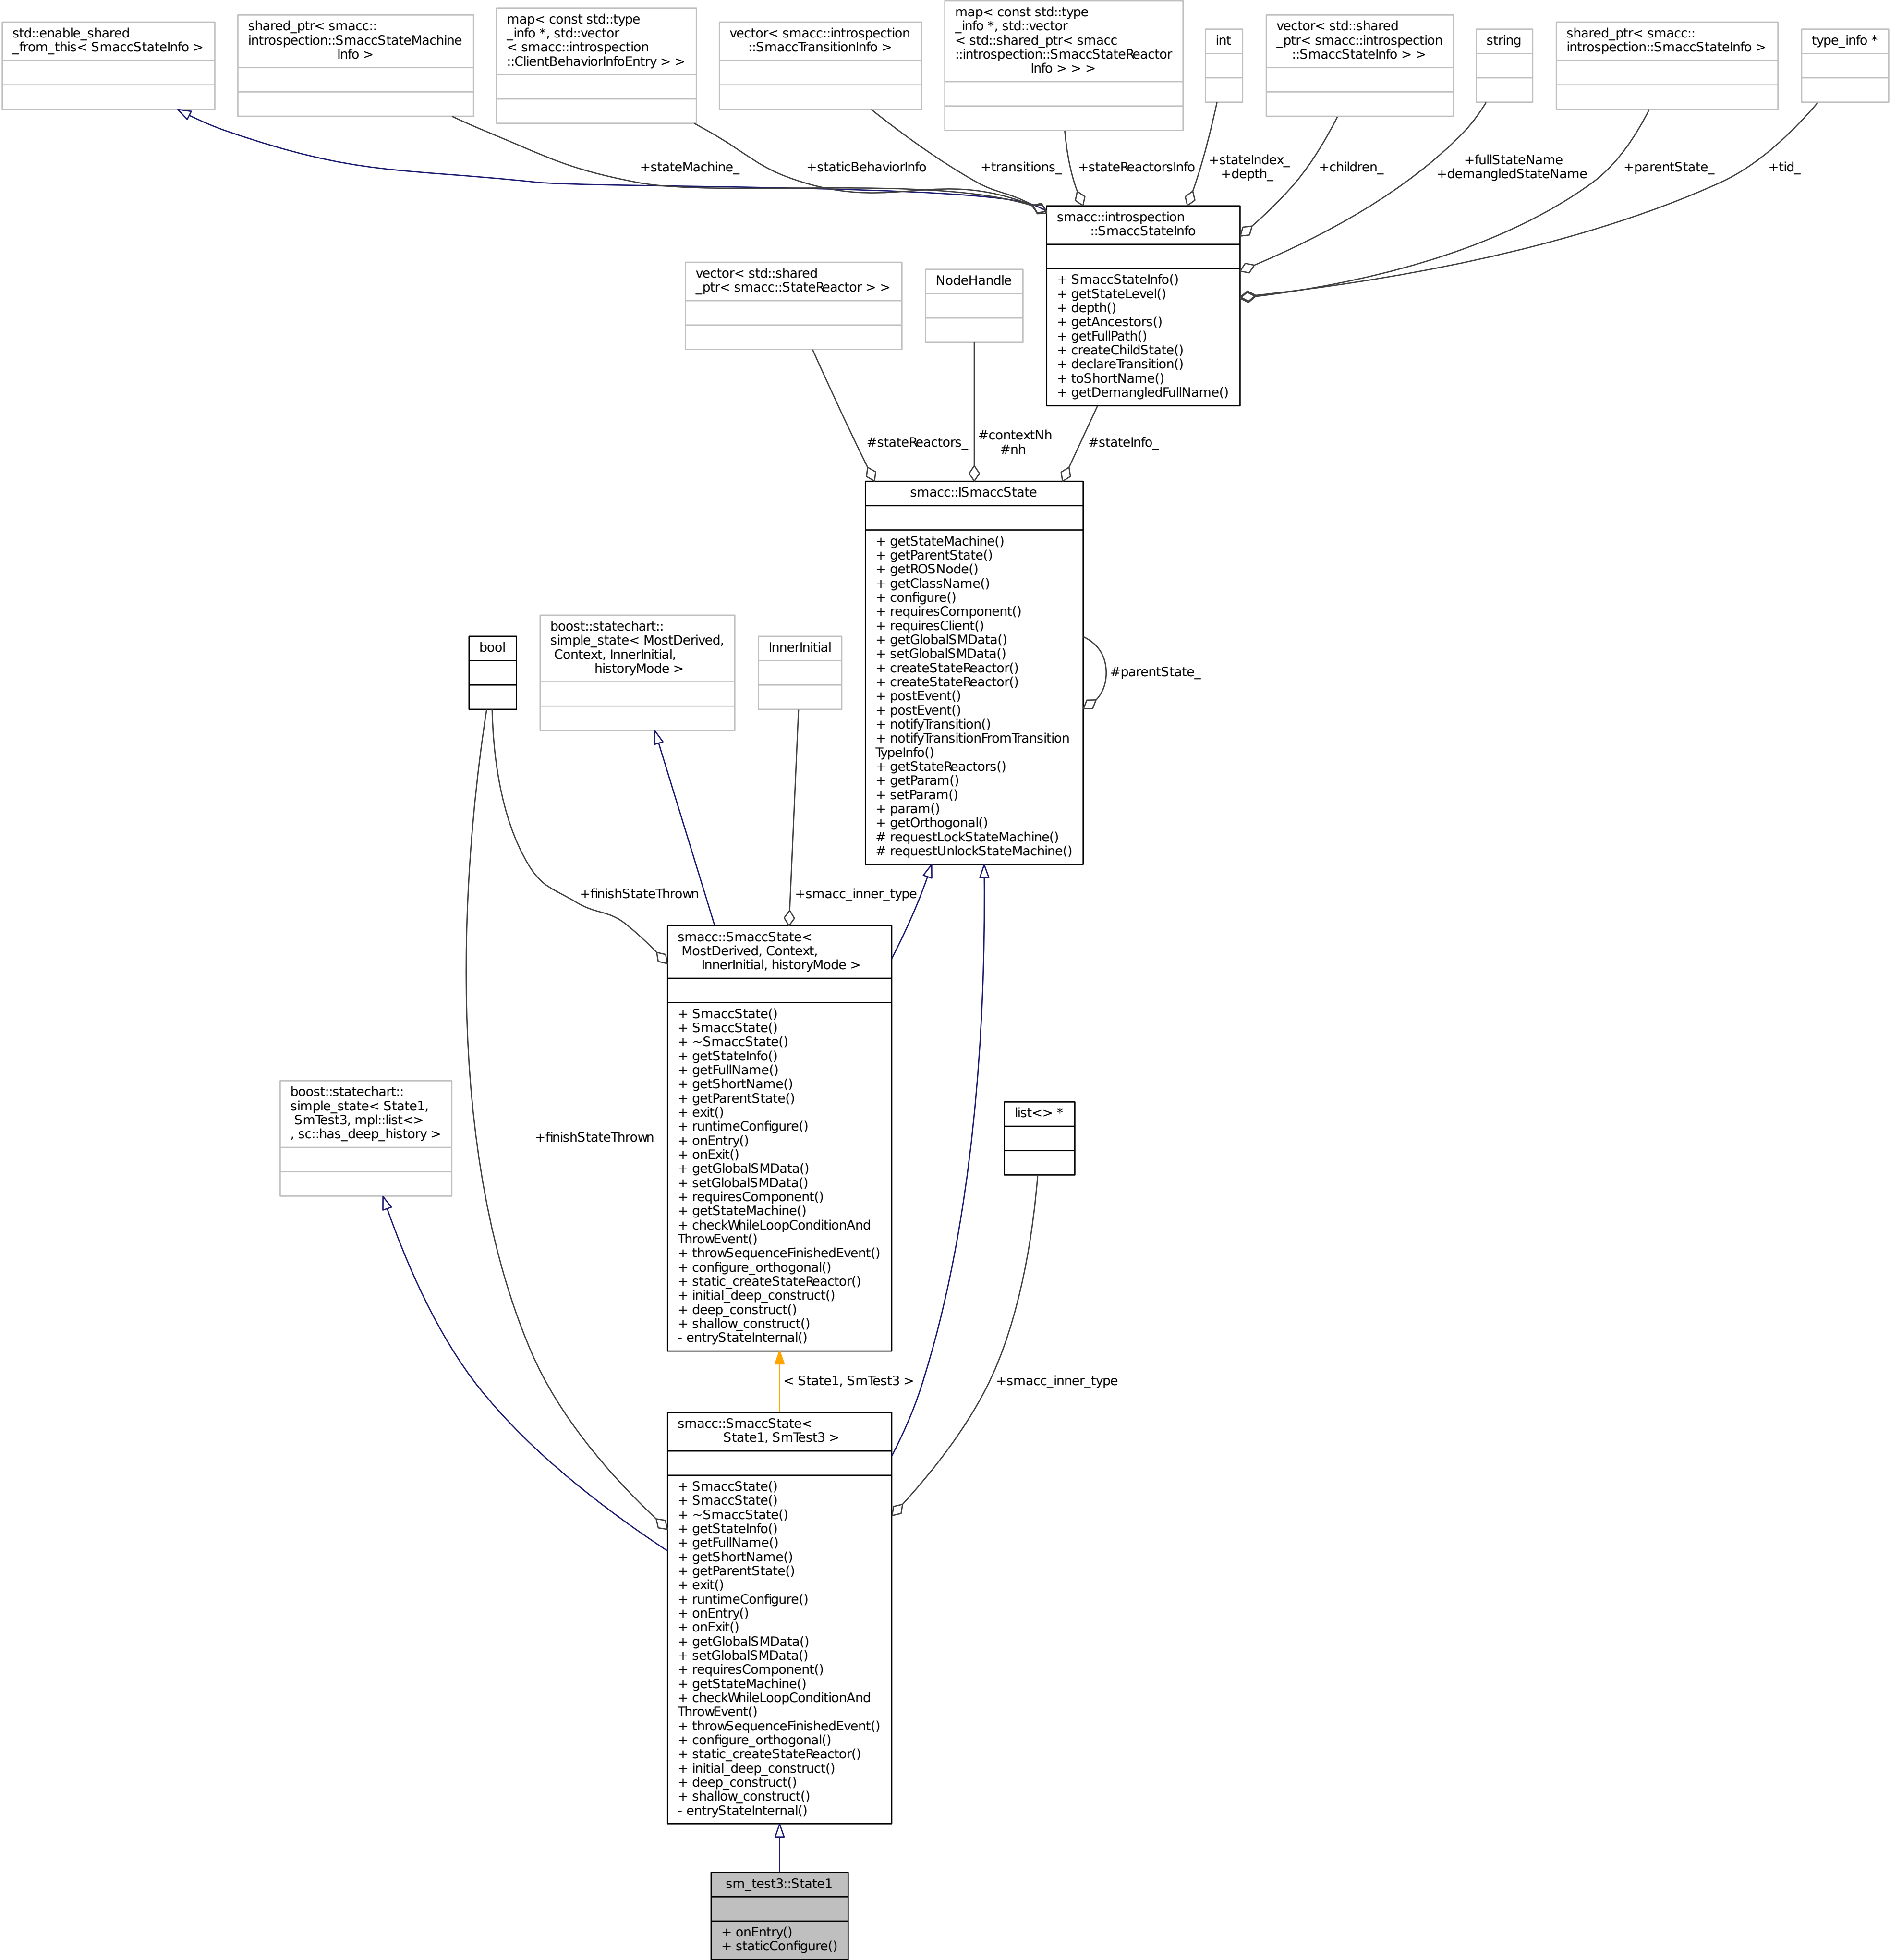 std::enable_shared
_from_this< SmaccStateInfo >
shared_ptr< smacc::
introspection::SmaccStateMachine
Info >
map< const std::type
_info *, std::vector
< smacc::introspection
::ClientBehaviorInfoEntry > >
vector< smacc::introspection
::SmaccTransitionInfo >
map< const std::type
_info *, std::vector
< std::shared_ptr< smacc
::introspection::SmaccStateReactor
Info > > >
int
vector< std::shared
_ptr< smacc::introspection
::SmaccStateInfo > >
string
shared_ptr< smacc::
introspection::SmaccStateInfo >
type_info *
+stateMachine_
+staticBehaviorInfo
+transitions_
+stateReactorsInfo
+stateIndex_
+depth_
+children_
+fullStateName
+demangledStateName
+parentState_
+tid_
smacc::introspection
::SmaccStateInfo
+ SmaccStateInfo()
+ getStateLevel()
+ depth()
+ getAncestors()
+ getFullPath()
+ createChildState()
+ declareTransition()
+ toShortName()
+ getDemangledFullName()
vector< std::shared
_ptr< smacc::StateReactor > >
NodeHandle
#stateReactors_
#contextNh
#nh
#stateInfo_
smacc::ISmaccState
+ getStateMachine()
+ getParentState()
+ getROSNode()
+ getClassName()
+ configure()
+ requiresComponent()
+ requiresClient()
+ getGlobalSMData()
+ setGlobalSMData()
+ createStateReactor()
+ createStateReactor()
+ postEvent()
+ postEvent()
+ notifyTransition()
+ notifyTransitionFromTransition
TypeInfo()
+ getStateReactors()
+ getParam()
+ setParam()
+ param()
+ getOrthogonal()
# requestLockStateMachine()
# requestUnlockStateMachine()
#parentState_
bool
boost::statechart::
simple_state< MostDerived,
Context, InnerInitial,
historyMode >
InnerInitial
+finishStateThrown
+smacc_inner_type
smacc::SmaccState<
MostDerived, Context,
InnerInitial, historyMode >
+ SmaccState()
+ SmaccState()
+ ~SmaccState()
+ getStateInfo()
+ getFullName()
+ getShortName()
+ getParentState()
+ exit()
+ runtimeConfigure()
+ onEntry()
+ onExit()
+ getGlobalSMData()
+ setGlobalSMData()
+ requiresComponent()
+ getStateMachine()
+ checkWhileLoopConditionAnd
ThrowEvent()
+ throwSequenceFinishedEvent()
+ configure_orthogonal()
+ static_createStateReactor()
+ initial_deep_construct()
+ deep_construct()
+ shallow_construct()
- entryStateInternal()
boost::statechart::
simple_state< State1,
SmTest3, mpl::list<>
, sc::has_deep_history >
+finishStateThrown
list<> *
< State1, SmTest3 >
+smacc_inner_type
smacc::SmaccState<
State1, SmTest3 >
+ SmaccState()
+ SmaccState()
+ ~SmaccState()
+ getStateInfo()
+ getFullName()
+ getShortName()
+ getParentState()
+ exit()
+ runtimeConfigure()
+ onEntry()
+ onExit()
+ getGlobalSMData()
+ setGlobalSMData()
+ requiresComponent()
+ getStateMachine()
+ checkWhileLoopConditionAnd
ThrowEvent()
+ throwSequenceFinishedEvent()
+ configure_orthogonal()
+ static_createStateReactor()
+ initial_deep_construct()
+ deep_construct()
+ shallow_construct()
- entryStateInternal()
sm_test3::State1
+ onEntry()
+ staticConfigure()